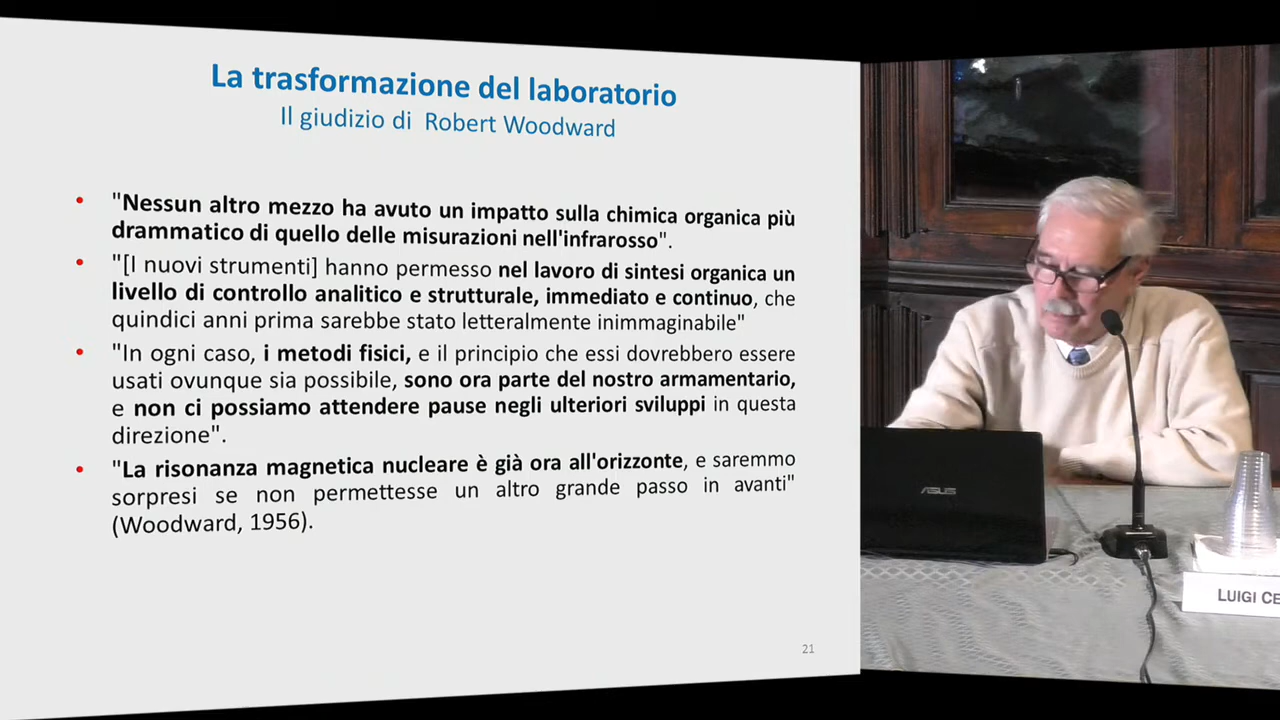 La trasformazione del laboratorio
Il giudizio di Robert Woodward
• "Nessun altro mezzo ha avuto un impatto sulla chimica organica più
drammatico di quello delle misurazioni nell'infrarosso".
• "[I nuovi strumenti] hanno permesso nel lavoro di sintesi organica un
livello di controllo analitico e strutturale, immediato e continuo, che
quindici anni prima sarebbe stato letteralmente inimmaginabile"
• "In ogni caso, i metodi fisici, e il principio che essi dovrebbero essere
usati ovunque sia possibile, sono ora parte del nostro armamentario,
e non ci possiamo attendere pause negli ulteriori sviluppi in questa
direzione".
• "La risonanza magnetica nucleare è già ora all'orizzonte, e saremmo
sorpresi se non permettesse un altro grande passo in avanti"
(Woodward, 1956).
21
ASUS
LUIGI CE